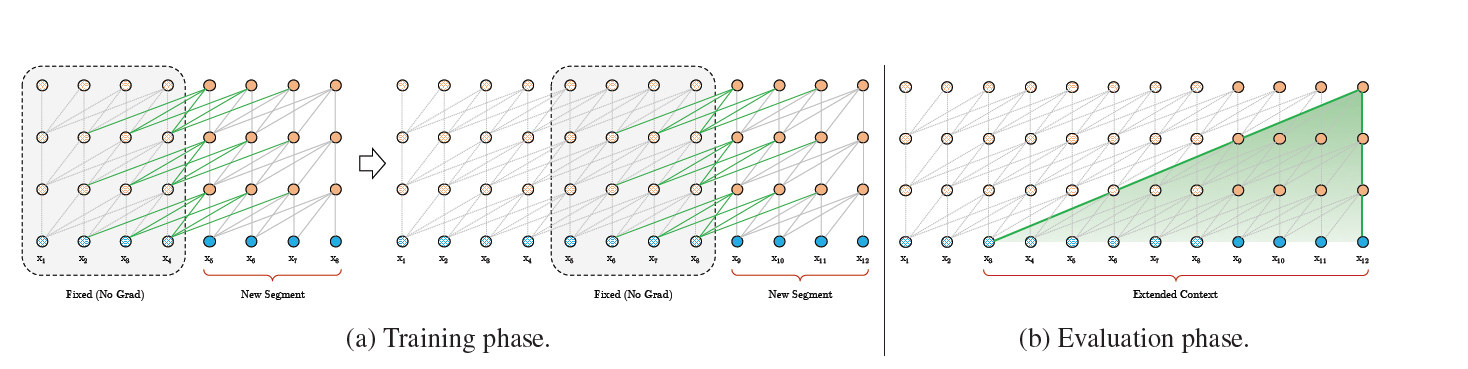 x1 x2 x3 x4 x5 x6 x7 x8
x1 x2 x3 x4 x5 x6 x7 x8 x9 x10 x11 x12
x1 x2 x3 x4 x5 x6 x7 x8 x9 x10 x11 x12
Fixed (No Grad) New Segment
Fixed (No Grad) New Segment
Extended Context
(a) Training phase.
(b) Evaluation phase.